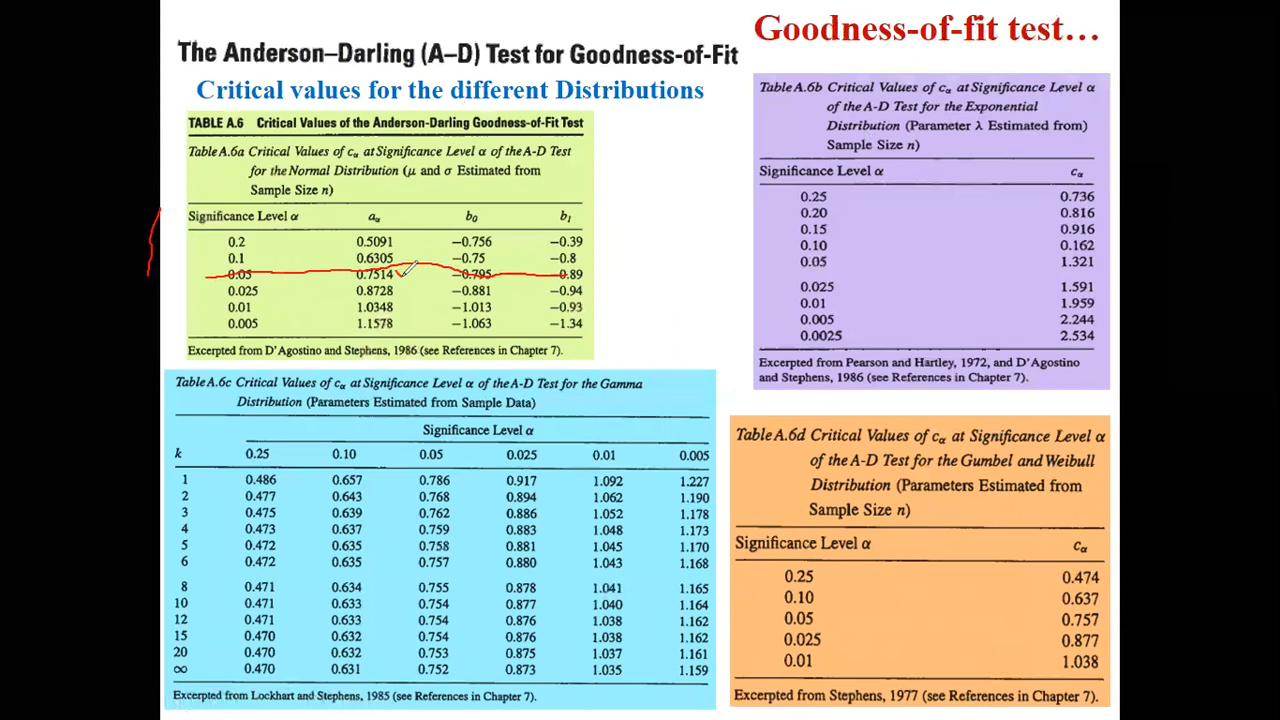 Goodness-of-fit test…
The Anderson–Darling (A–D) Test for Goodness-of-Fit
Critical values for the different Distributions
TABLE A.6 Critical Values of the Anderson-Darling Goodness-of-Fit Test
Table A.6a Critical Values of cα at Significance Level α of the A-D Test
for the Normal Distribution (μ and σ Estimated from
Sample Size n)
Significance Level α aα b0 b1
0.2 0.5091 −0.756 −0.39
0.1 0.6305 −0.75 −0.8
0.05 0.7514 −0.795 −0.89
0.025 0.8728 −0.881 −0.94
0.01 1.0348 −1.013 −0.93
0.005 1.1578 −1.063 −1.34
Excerpted from D'Agostino and Stephens, 1986 (see References in Chapter 7).
Table A.6b Critical Values of cα at Significance Level α
of the A-D Test for the Exponential
Distribution (Parameter λ Estimated from)
Sample Size n)
Significance Level α cα
0.25 0.736
0.20 0.816
0.15 0.916
0.10 0.162
0.05 1.321
0.025 1.591
0.01 1.959
0.005 2.244
0.0025 2.534
Excerpted from Pearson and Hartley, 1972, and D'Agostino
and Stephens, 1986 (see References in Chapter 7).
Table A.6c Critical Values of cα at Significance Level α of the A-D Test for the Gamma
Distribution (Parameters Estimated from Sample Data)
Significance Level α
k 0.25 0.10 0.05 0.025 0.01 0.005
1 0.486 0.657 0.786 0.917 1.092 1.227
2 0.477 0.643 0.768 0.894 1.062 1.190
3 0.475 0.639 0.762 0.886 1.052 1.178
4 0.473 0.637 0.759 0.883 1.048 1.173
5 0.472 0.635 0.758 0.881 1.045 1.170
6 0.472 0.635 0.757 0.880 1.043 1.168
8 0.471 0.634 0.755 0.878 1.041 1.165
10 0.471 0.633 0.754 0.877 1.040 1.164
12 0.471 0.633 0.754 0.876 1.038 1.162
15 0.470 0.632 0.754 0.876 1.038 1.162
20 0.470 0.632 0.753 0.875 1.037 1.161
∞ 0.470 0.631 0.752 0.873 1.035 1.159
Excerpted from Lockhart and Stephens, 1985 (see References in Chapter 7).
Table A.6d Critical Values of cα at Significance Level α
of the A-D Test for the Gumbel and Weibull
Distribution (Parameters Estimated from
Sample Size n)
Significance Level α cα
0.25 0.474
0.10 0.637
0.05 0.757
0.025 0.877
0.01 1.038
Excerpted from Stephens, 1977 (see References in Chapter 7).